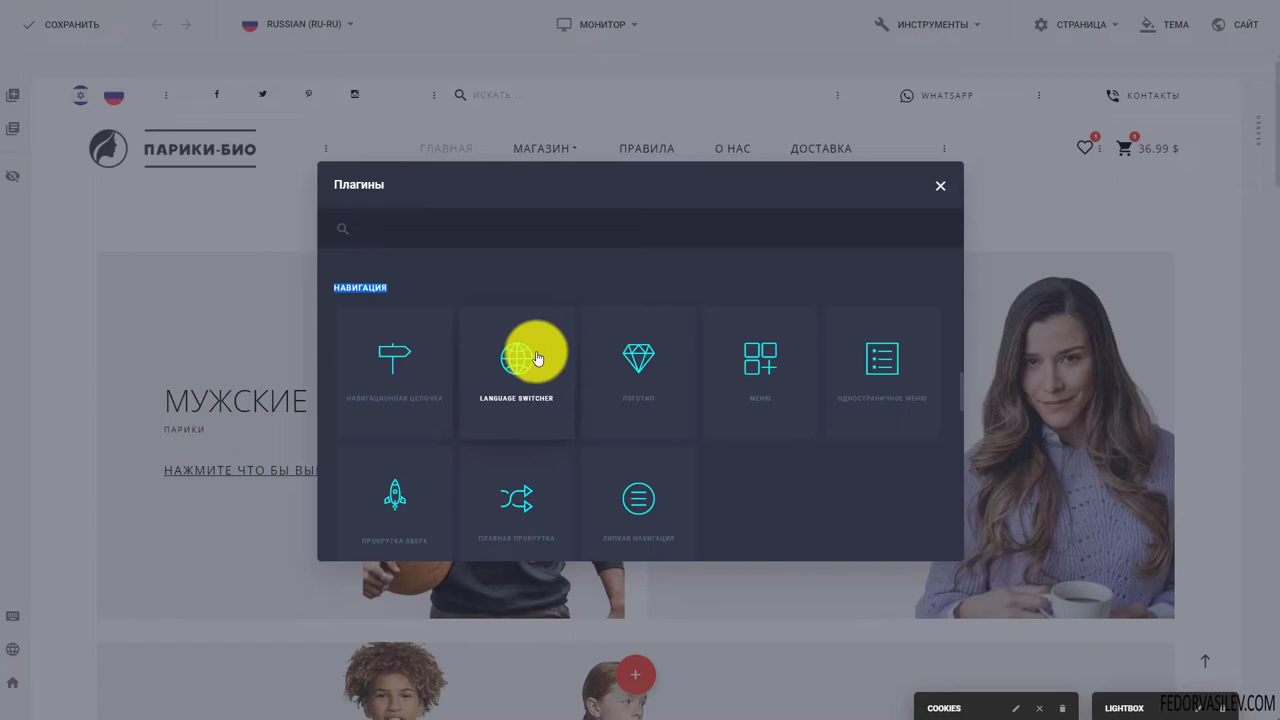 СОХРАНИТЬ
RUSSIAN (RU-RU)
МОНИТОР
ИНСТРУМЕНТЫ
СТРАНИЦА
ТЕМА
САЙТ
ИСКАТЬ...
WHATSAPP
КОНТАКТЫ
ПАРИКИ-БИО
ГЛАВНАЯ
МАГАЗИН
ПРАВИЛА
О НАС
ДОСТАВКА
36.99 $
HEADER
Плагины
НАВИГАЦИЯ
НАВИГАЦИОННАЯ ЦЕПОЧКА
LANGUAGE SWITCHER
ЛОГОТИП
МЕНЮ
ОДНОСТРАНИЧНОЕ МЕНЮ
ПРОКРУТКА ВВЕРХ
ПЛАВНАЯ ПРОКРУТКА
ЛИПКАЯ НАВИГАЦИЯ
МУЖСКИЕ
ПАРИКИ
НАЖМИТЕ ЧТО БЫ ВЫ
COOKIES
LIGHTBOX
FEDORVASILEV.COM